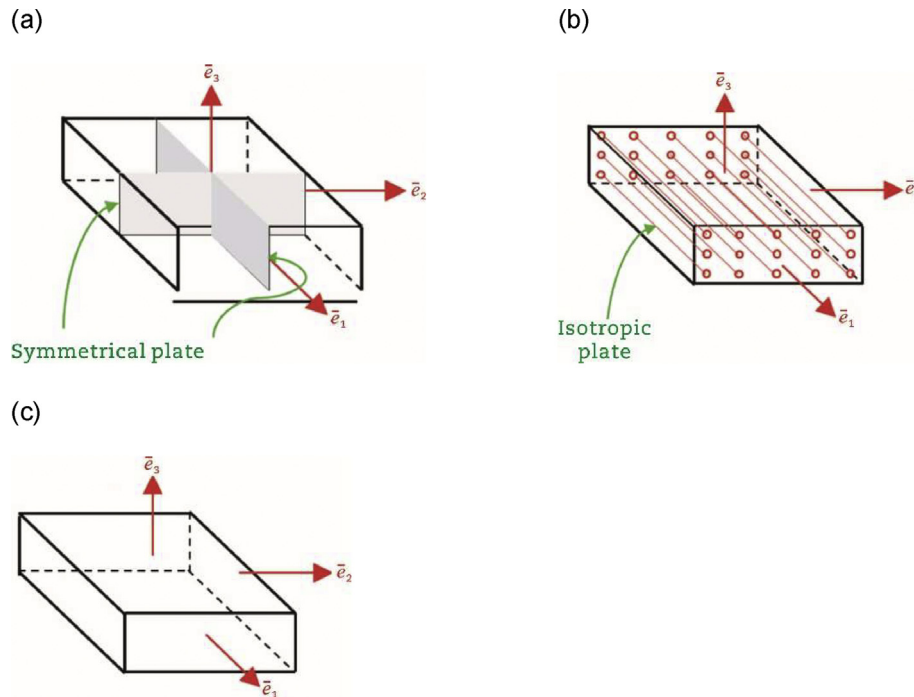 (a)
(b)
ē₃
ē₂
ē₁
Symmetrical plate
ē₃
ē
ē₁
Isotropic
plate
(c)
ē₃
ē₂
ē₁